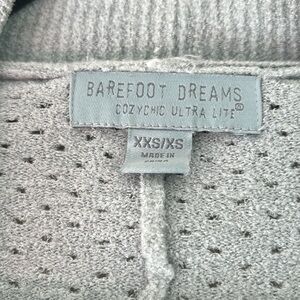 BAREFOOT DREAMS
COZYCHIC ULTRA LITE®
XXS/XS
MADE IN